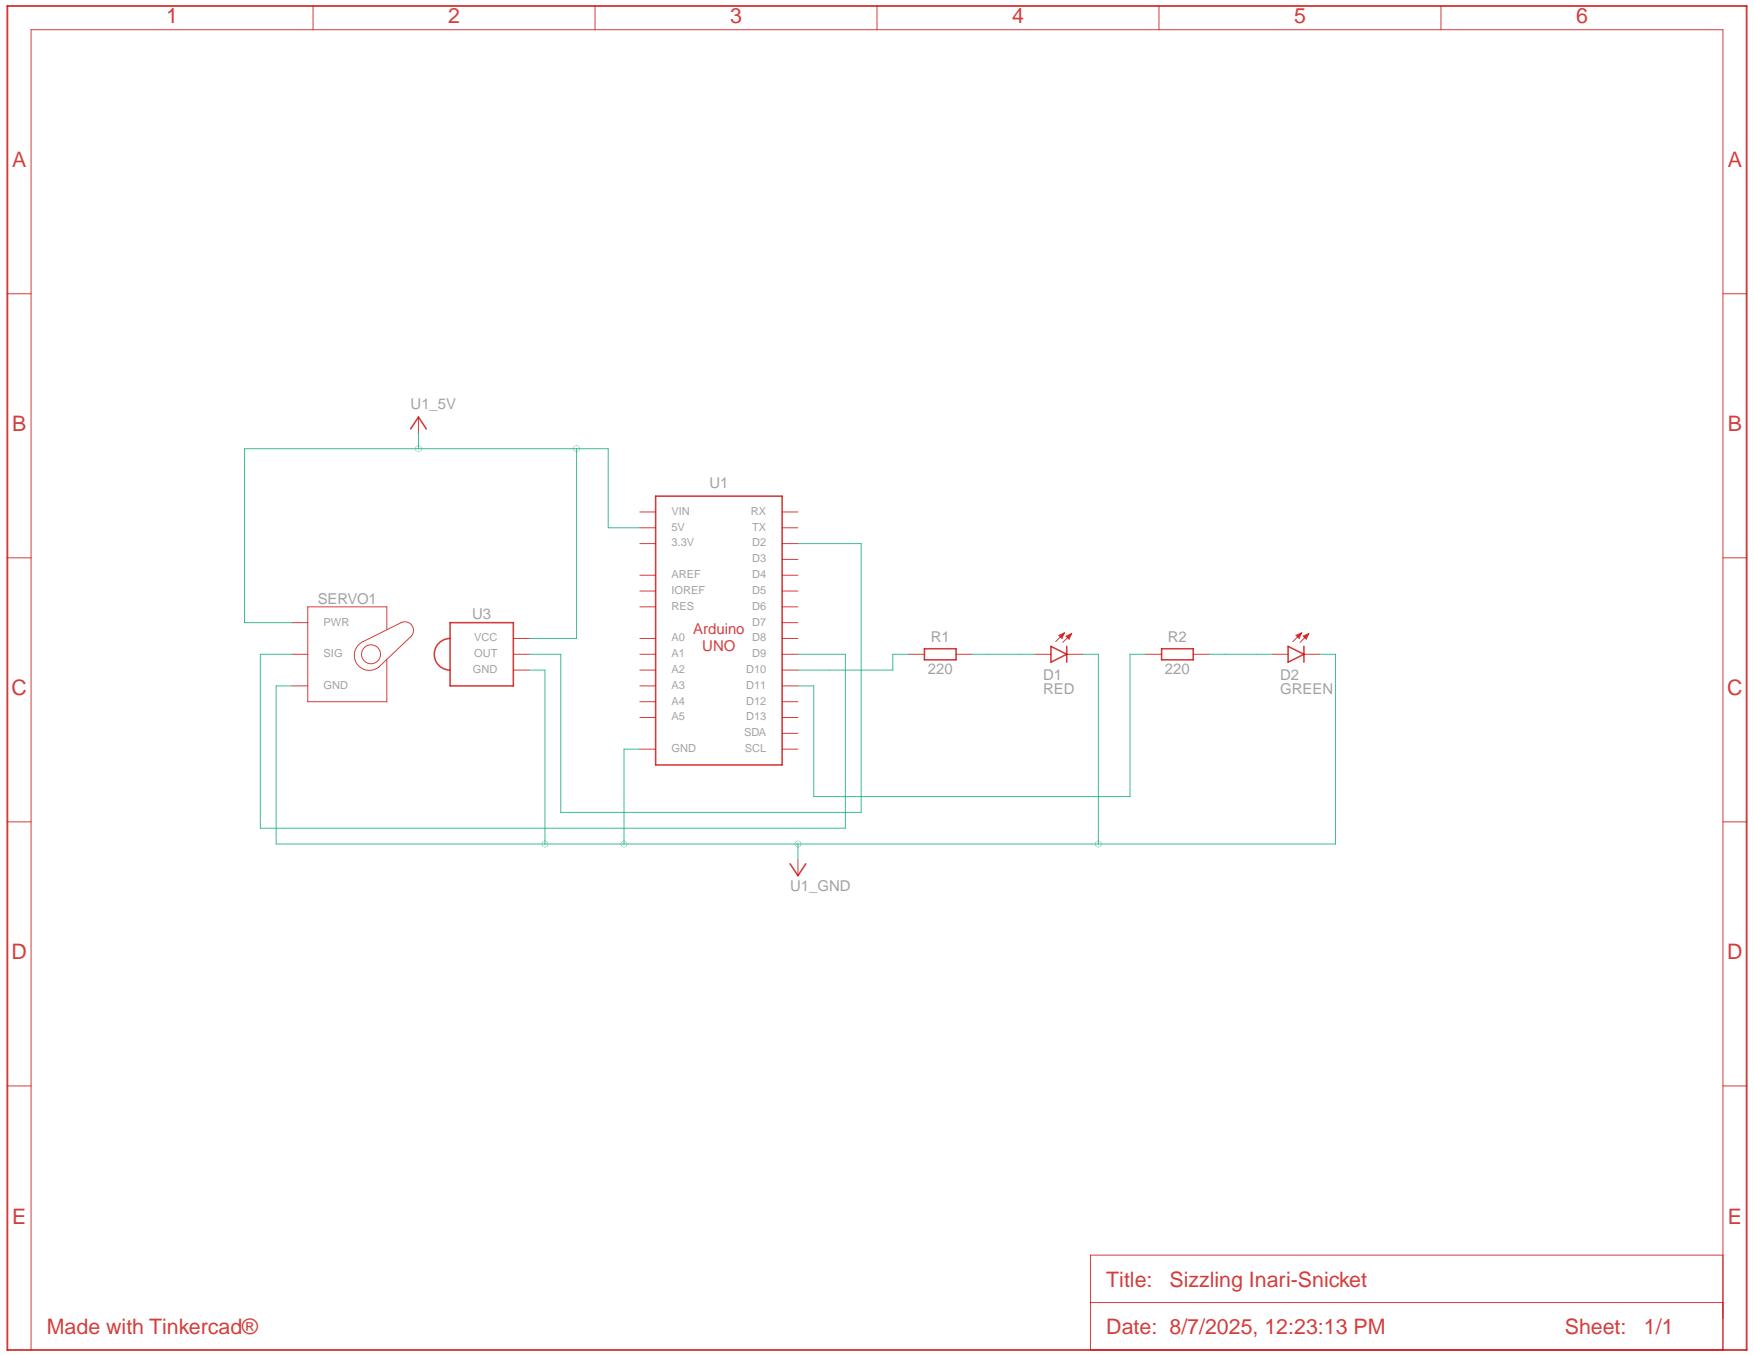 1 2 3 4 5 6
A A
B B
U1_5V
U1
VIN RX
5V TX
3.3V D2
D3
AREF D4
IOREF D5
RES D6
D7
A0 D8
A1 D9
A2 D10
A3 D11
A4 D12
A5 D13
SDA
GND SCL
Arduino
UNO
SERVO1
PWR
SIG
GND
U3
VCC
OUT
GND
R1
220
D1
RED
R2
220
D2
GREEN
C C
U1_GND
D D
E E
Title: Sizzling Inari-Snicket
Made with Tinkercad®
Date: 8/7/2025, 12:23:13 PM Sheet: 1/1